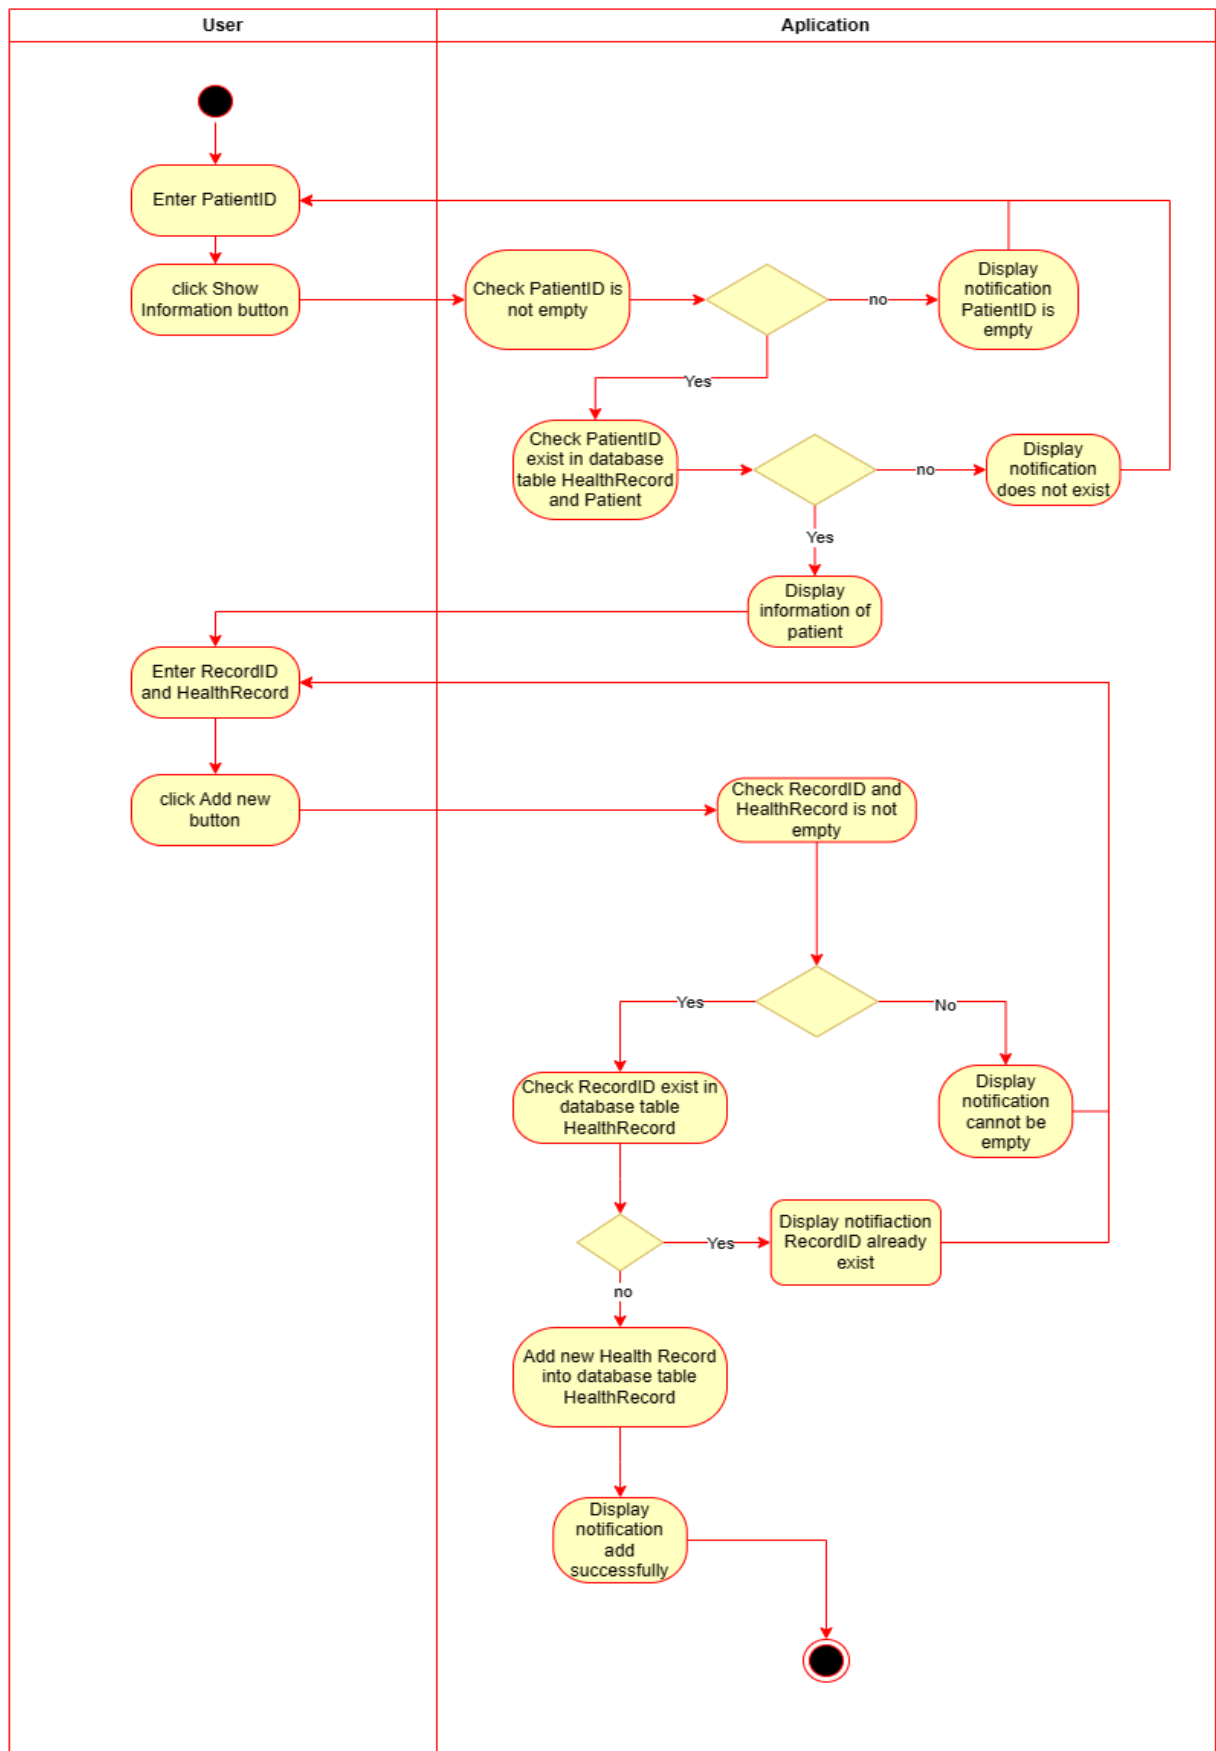 User
Aplication
Enter PatientID
click Show
Information button
Check PatientID is
not empty
no
Display
notification
PatientID is
empty
Yes
Check PatientID
exist in database
table HealthRecord
and Patient
no
Display
notification
does not exist
Yes
Display
information of
patient
Enter RecordID
and HealthRecord
click Add new
button
Check RecordID and
HealthRecord is not
empty
Yes
No
Check RecordID exist in
database table
HealthRecord
Display
notification
cannot be
empty
Yes
Display notifiaction
RecordID already
exist
no
Add new Health Record
into database table
HealthRecord
Display
notification
add
successfully